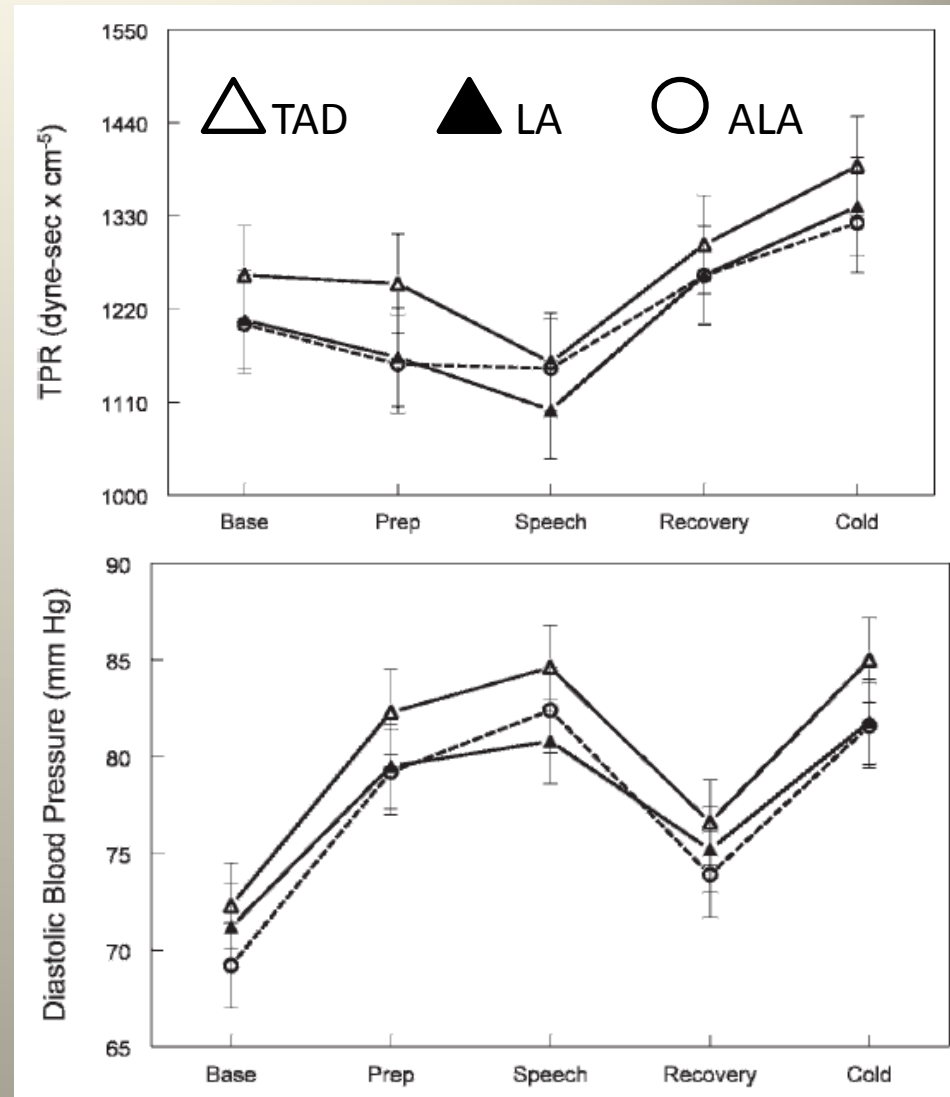 1550
TAD LA ALA
1440
1330
1220
1110
1000
TPR (dyne-sec x cm⁻⁵)
Base Prep Speech Recovery Cold
90
85
80
75
70
65
Diastolic Blood Pressure (mm Hg)
Base Prep Speech Recovery Cold